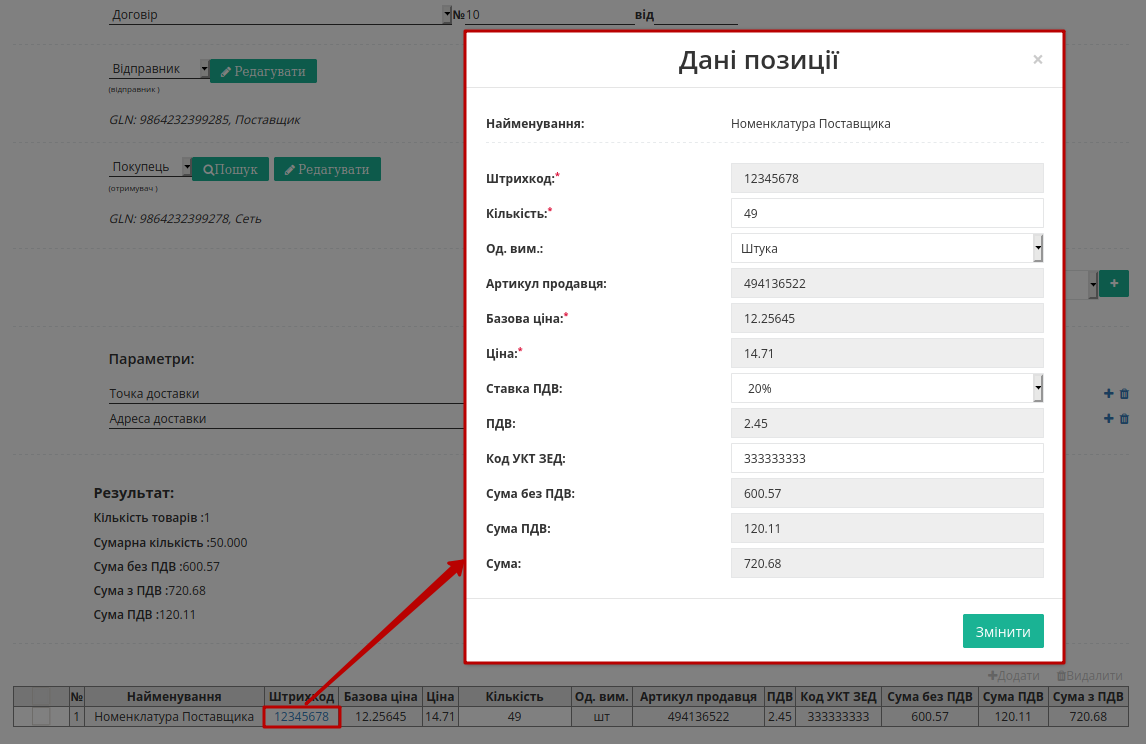 Договір №10 від
Відправник Редагувати
(відправник )
GLN: 9864232399285, Поставщик
Покупець Пошук Редагувати
(отримувач )
GLN: 9864232399278, Сеть
Параметри:
Точка доставки
Адреса доставки
Результат:
Кількість товарів :1
Сумарна кількість :50.000
Сума без ПДВ :600.57
Сума з ПДВ :720.68
Сума ПДВ :120.11
Дані позиції ×
Найменування: Номенклатура Поставщика
Штрихкод:* 12345678
Кількість:* 49
Од. вим.: Штука
Артикул продавця: 494136522
Базова ціна:* 12.25645
Ціна:* 14.71
Ставка ПДВ: 20%
ПДВ: 2.45
Код УКТ ЗЕД: 333333333
Сума без ПДВ: 600.57
Сума ПДВ: 120.11
Сума: 720.68
Змінити
Додати Видалити
№ Найменування Штрихкод Базова ціна Ціна Кількість Од. вим. Артикул продавця ПДВ Код УКТ ЗЕД Сума без ПДВ Сума ПДВ Сума з ПДВ
1 Номенклатура Поставщика 12345678 12.25645 14.71 49 шт 494136522 2.45 333333333 600.57 120.11 720.68